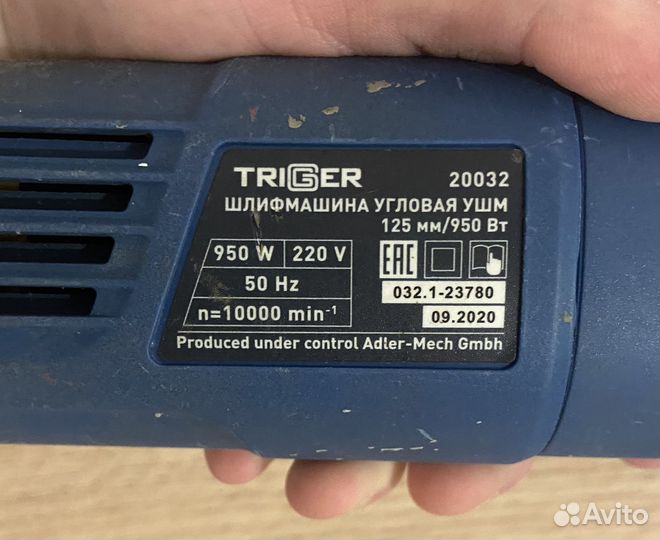 TRIGGER 20032
ШЛИФМАШИНА УГЛОВАЯ УШМ
125 мм/950 Вт
950 W 220 V
50 Hz
n=10000 min⁻¹
EAC
032.1-23780
09.2020
Produced under control Adler-Mech Gmbh
Avito